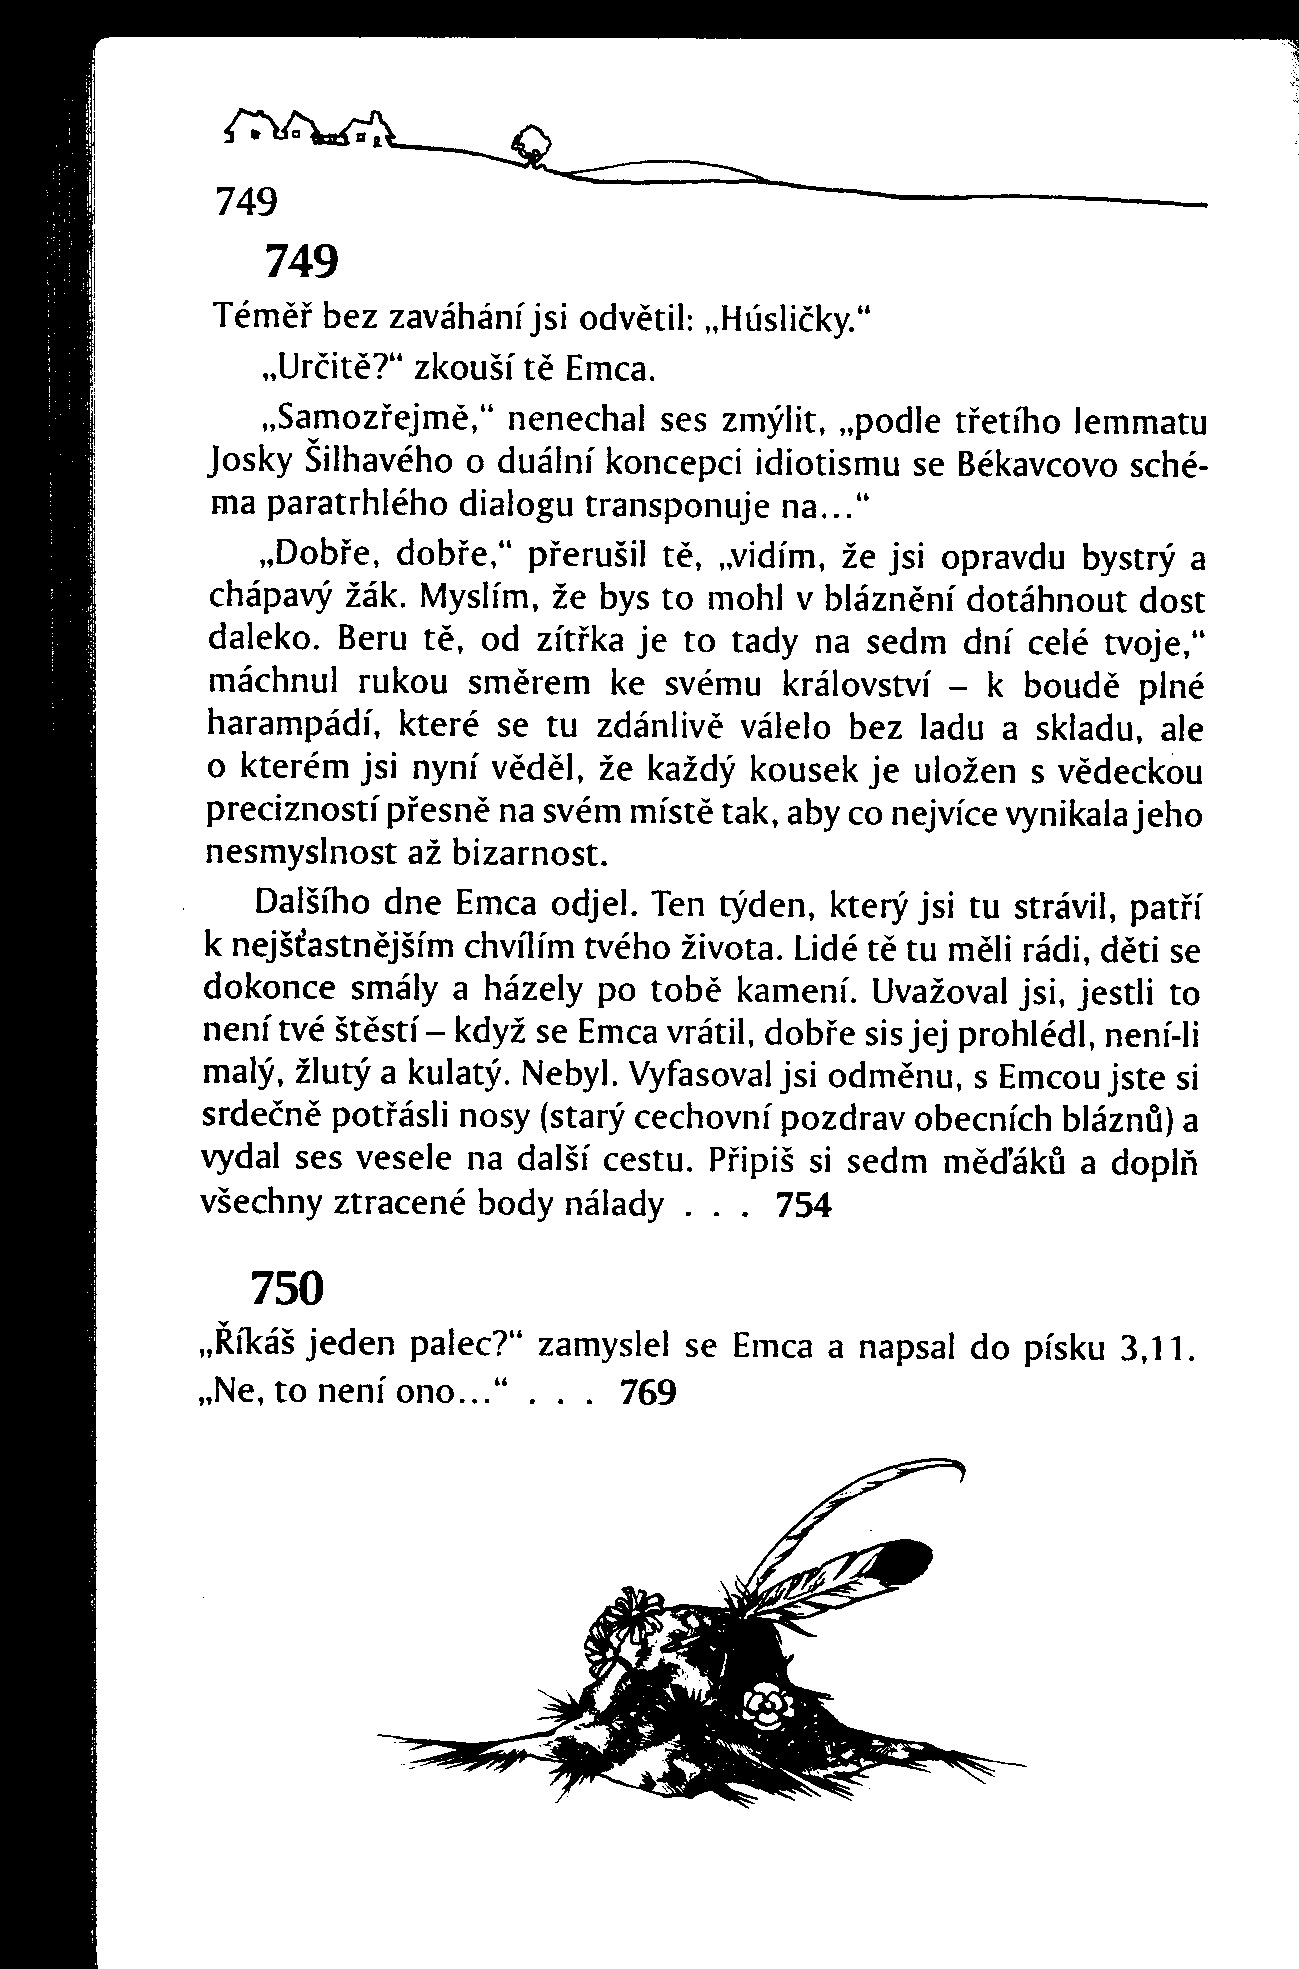 749
749
Téměř bez zaváhání jsi odvětil: „Húsličky.“
„Určitě?“ zkouší tě Emca.
„Samozřejmě,“ nenechal ses zmýlit, „podle třetího lemmatu
Josky Šilhavého o duální koncepci idiotismu se Békavcovo sché-
ma paratrhlého dialogu transponuje na...“
„Dobře, dobře,“ přerušil tě, „vidím, že jsi opravdu bystrý a
chápavý žák. Myslím, že bys to mohl v bláznění dotáhnout dost
daleko. Beru tě, od zítřka je to tady na sedm dní celé tvoje,“
máchnul rukou směrem ke svému království – k boudě plné
harampádí, které se tu zdánlivě válelo bez ladu a skladu, ale
o kterém jsi nyní věděl, že každý kousek je uložen s vědeckou
precizností přesně na svém místě tak, aby co nejvíce vynikala jeho
nesmyslnost až bizarnost.
Dalšího dne Emca odjel. Ten týden, který jsi tu strávil, patří
k nejšťastnějším chvílím tvého života. Lidé tě tu měli rádi, děti se
dokonce smály a házely po tobě kamení. Uvažoval jsi, jestli to
není tvé štěstí – když se Emca vrátil, dobře sis jej prohlédl, není-li
malý, žlutý a kulatý. Nebyl. Vyfasoval jsi odměnu, s Emcou jste si
srdečně potřásli nosy (starý cechovní pozdrav obecních bláznů) a
vydal ses vesele na další cestu. Připiš si sedm měďáků a doplň
všechny ztracené body nálady . . . 754
750
„Říkáš jeden palec?“ zamyslel se Emca a napsal do písku 3,11.
„Ne, to není ono...“ . . . 769